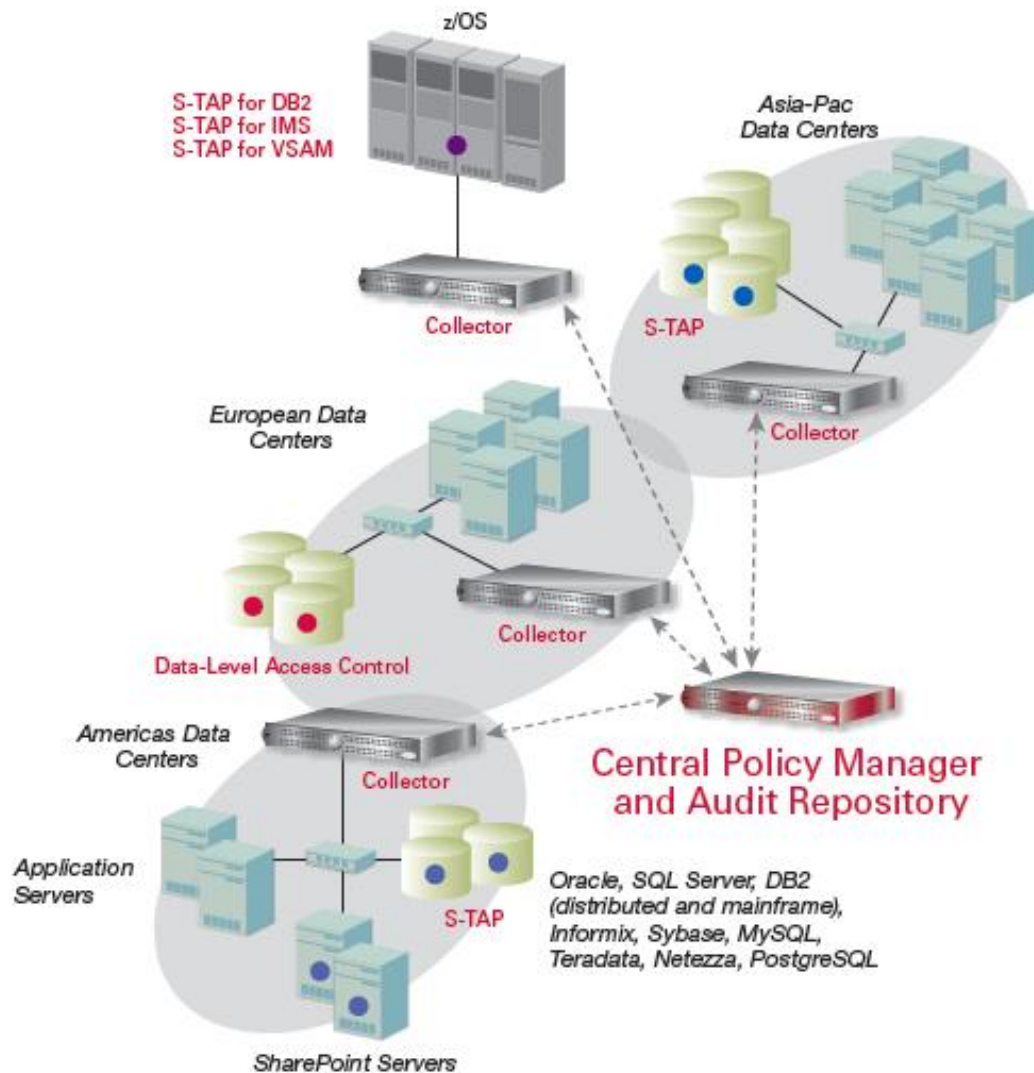 z/OS
S-TAP for DB2
S-TAP for IMS
S-TAP for VSAM
Asia-Pac
Data Centers
Collector
S-TAP
Collector
European Data
Centers
Collector
Data-Level Access Control
Americas Data
Centers
Collector
Central Policy Manager
and Audit Repository
Application
Servers
S-TAP
Oracle, SQL Server, DB2
(distributed and mainframe),
Informix, Sybase, MySQL,
Teradata, Netezza, PostgreSQL
SharePoint Servers